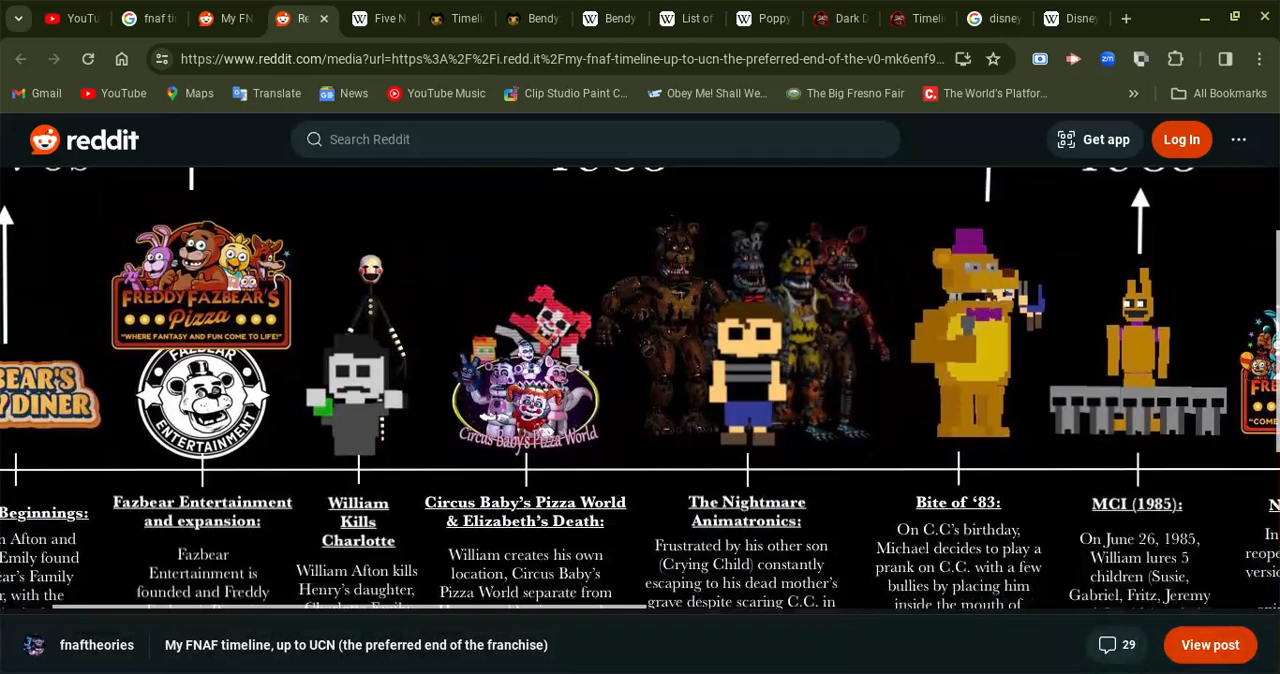 YouTu
fnaf ti
My FN
Re
Five N
Timeli
Bendy
Bendy
List of
Poppy
Dark D
Timeli
disney
Disney
https://www.reddit.com/media?url=https%3A%2F%2Fi.redd.it%2Fmy-fnaf-timeline-up-to-ucn-the-preferred-end-of-the-v0-mk6enf9...
Gmail
YouTube
Maps
Translate
News
YouTube Music
Clip Studio Paint C...
Obey Me! Shall We...
The Big Fresno Fair
The World's Platfor...
All Bookmarks
reddit
Search Reddit
Get app
Log In
FREDDY FAZBEAR'S
Pizza
"WHERE FANTASY AND FUN COME TO LIFE!"
FAZBEAR
ENTERTAINMENT
BEAR'S
DINER
Circus Baby's Pizza World
Beginnings:
n Afton and
Emily found
ear's Family
r, with the
Fazbear Entertainment
and expansion:
Fazbear
Entertainment is
founded and Freddy
William
Kills
Charlotte
William Afton kills
Henry's daughter,
Charlotte Emily
Circus Baby's Pizza World
& Elizabeth's Death:
William creates his own
location, Circus Baby's
Pizza World separate from
The Nightmare
Animatronics:
Frustrated by his other son
(Crying Child) constantly
escaping to his dead mother's
grave despite scaring C.C. in
Bite of '83:
On C.C's birthday,
Michael decides to play a
prank on C.C. with a few
bullies by placing him
inside the mouth of
MCI (1985):
On June 26, 1985,
William lures 5
children (Susie,
Gabriel, Fritz, Jeremy
N
In
reope
versio
fnaftheories
My FNAF timeline, up to UCN (the preferred end of the franchise)
29
View post